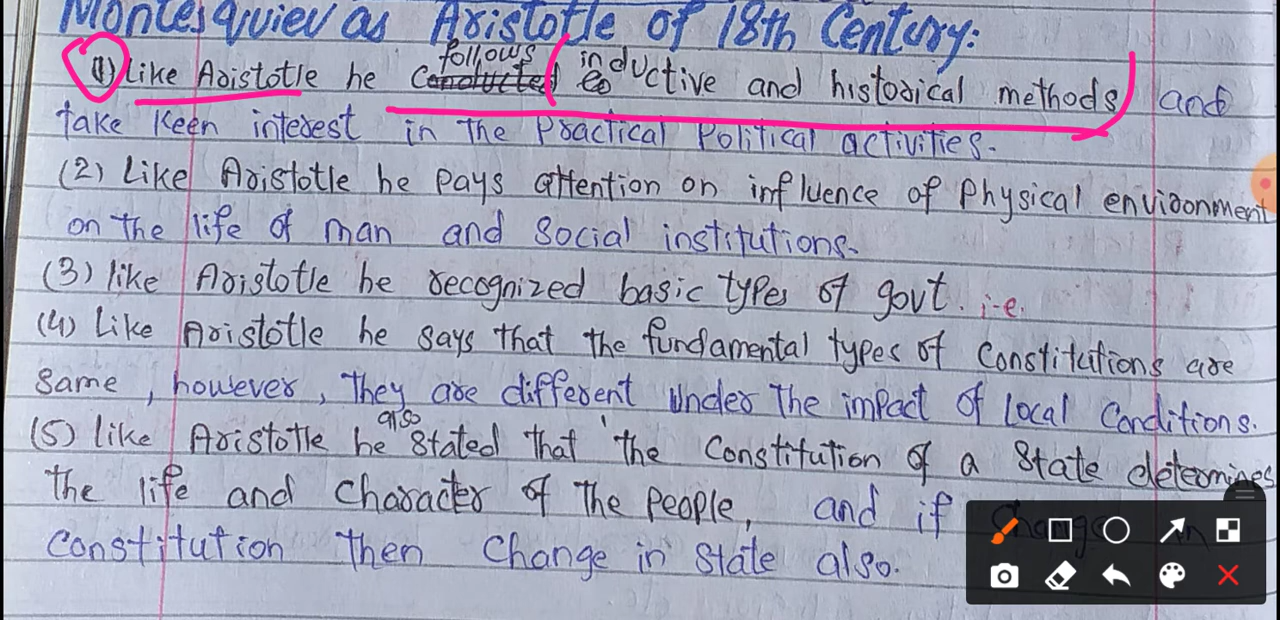 Montesquieu as Aristotle of 18th Century:
follows in
(1) Like Aristotle he Conducted ductive and historical methods and
take keen interest in the Practical Political activities.
(2) Like Aristotle he pays attention on influence of Physical environment
on the life of man and Social institutions.
(3) like Aristotle he recognized basic types of govt. i.e.
(4) Like Aristotle he says that the fundamental types of Constitutions are
Same, however, They are different Under The impact of local Conditions.
also
(5) like Aristotle he Stated That 'the Constitution of a State determines
The life and Character of The People, and if Change in
Constitution Then Change in State also.